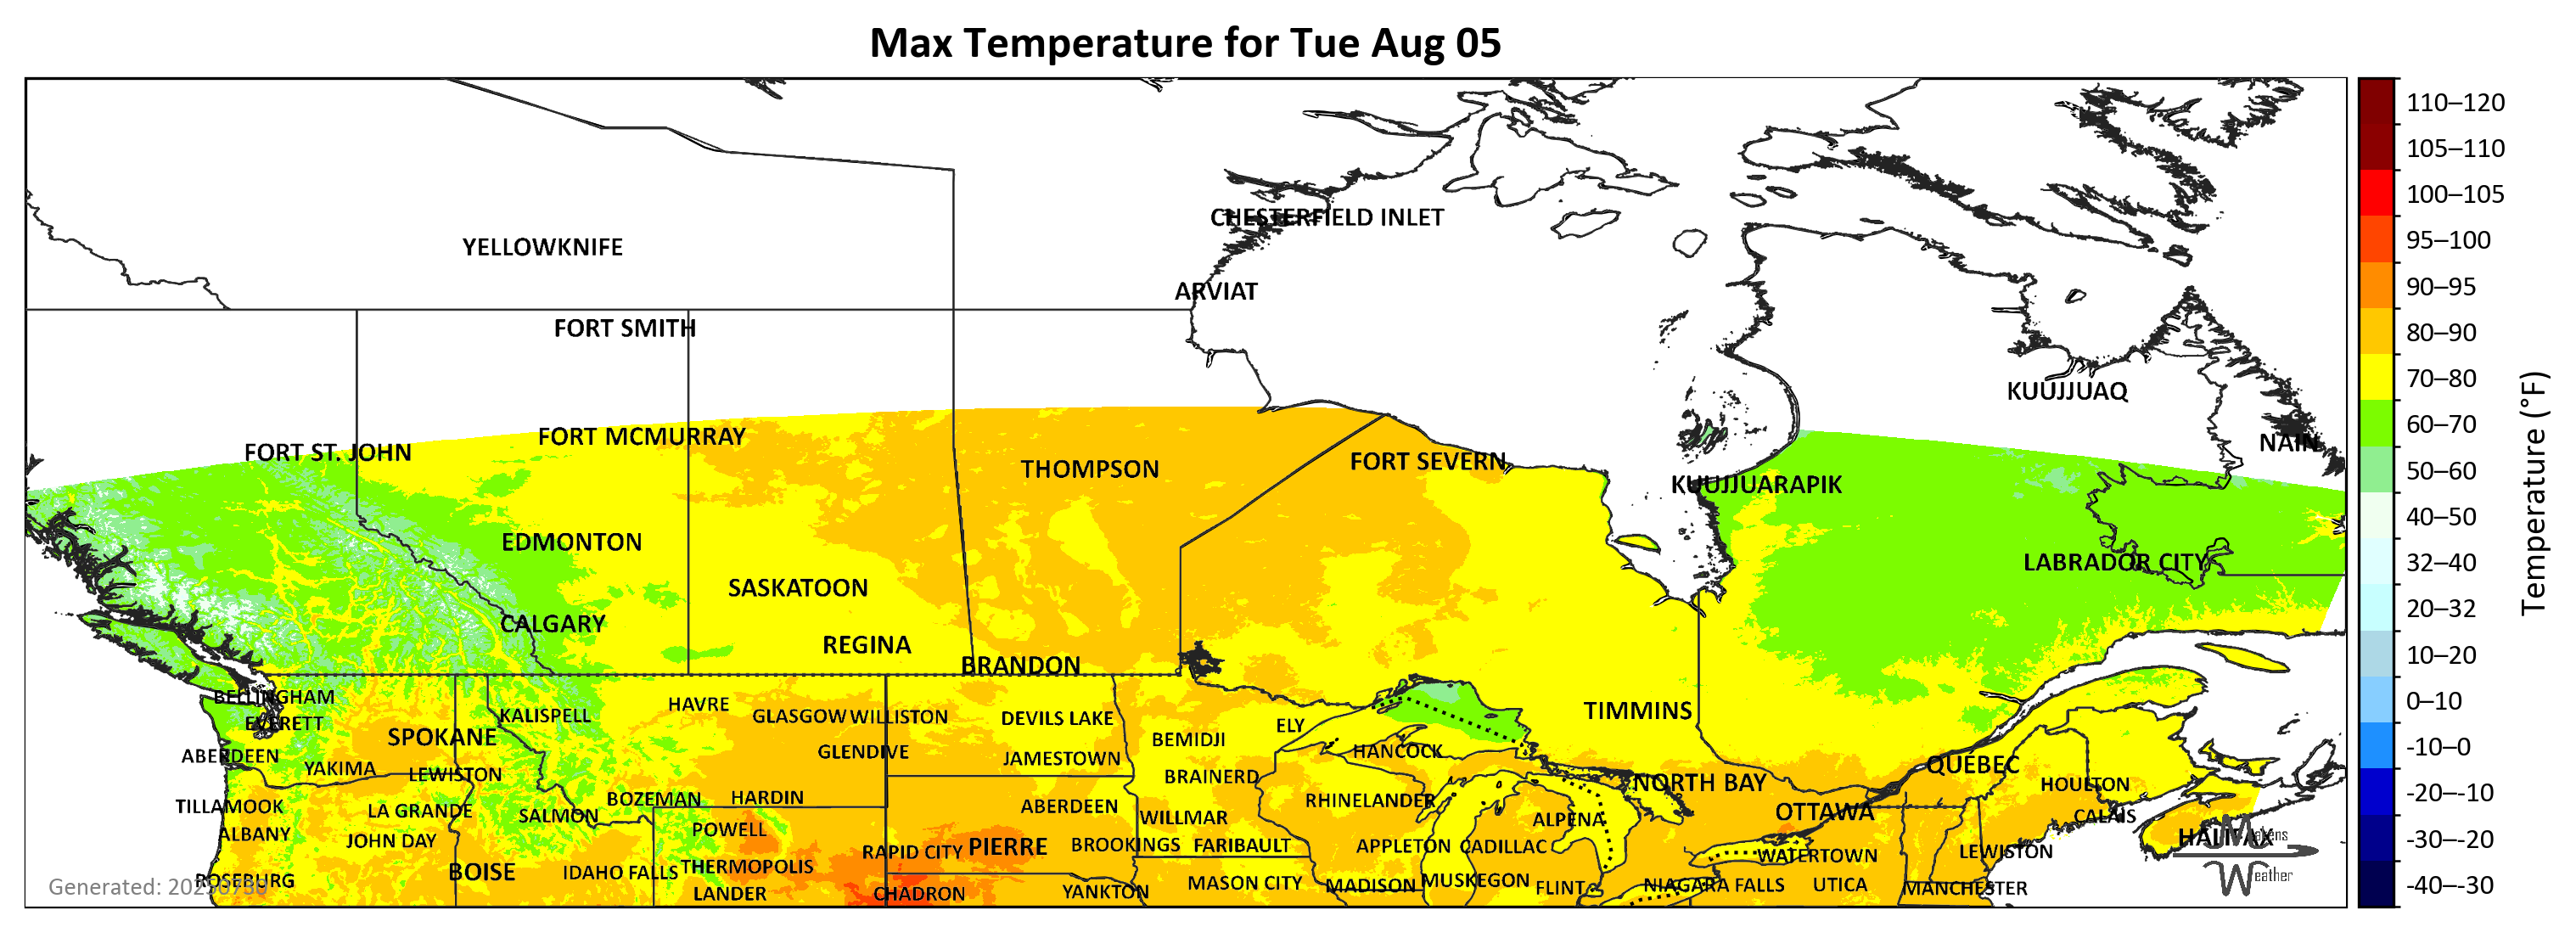 Max Temperature for Tue Aug 05
CHESTERFIELD INLET
YELLOWKNIFE
ARVIAT
FORT SMITH
KUUJJUAQ
FORT MCMURRAY
NAIN
FORT ST. JOHN
THOMPSON
FORT SEVERN
KUUJJUARAPIK
EDMONTON
LABRADOR CITY
SASKATOON
CALGARY
REGINA
BRANDON
BELLINGHAM
HAVRE
TIMMINS
KALISPELL
GLASGOW
WILLISTON
DEVILS LAKE
EVERETT
ELY
SPOKANE
BEMIDJI
HANCOCK
ABERDEEN
GLENDIVE
JAMESTOWN
QUÉBEC
YAKIMA
LEWISTON
BRAINERD
NORTH BAY
HOULTON
BOZEMAN
HARDIN
RHINELANDER
TILLAMOOK
LA GRANDE
SALMON
ABERDEEN
WILLMAR
ALPENA
OTTAWA
CALAIS
ALBANY
JOHN DAY
POWELL
RAPID CITY
PIERRE
BROOKINGS
FARIBAULT
APPLETON
CADILLAC
WATERTOWN
LEWISTON
HALIFAX
BOISE
IDAHO FALLS
THERMOPOLIS
ROSEBURG
LANDER
CHADRON
YANKTON
MASON CITY
MADISON
MUSKEGON
FLINT
NIAGARA FALLS
UTICA
MANCHESTER
Generated: 20250730
Makens
Weather
110–120
105–110
100–105
95–100
90–95
80–90
70–80
60–70
50–60
40–50
32–40
20–32
10–20
0–10
-10–0
-20–-10
-30–-20
-40–-30
Temperature (°F)